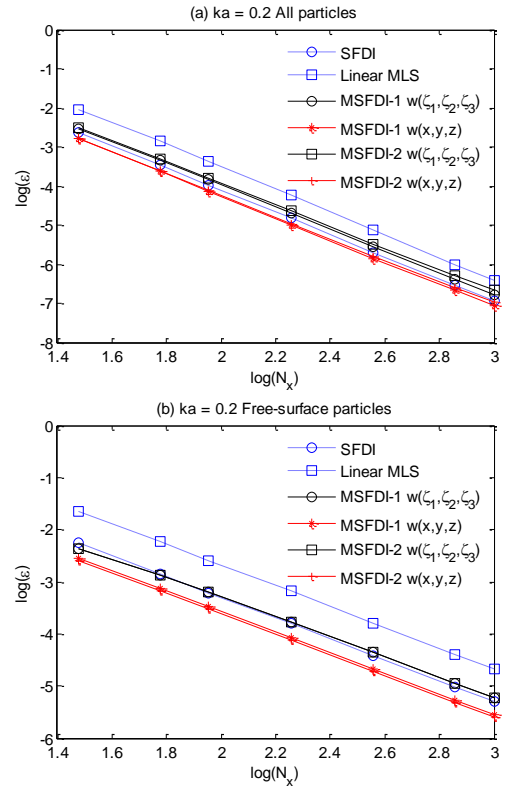 (a) ka = 0.2 All particles
0
-1
-2
-3
-4
-5
-6
-7
-8
log(ε)
SFDI
Linear MLS
MSFDI-1 w(ζ₁,ζ₂,ζ₃)
MSFDI-1 w(x,y,z)
MSFDI-2 w(ζ₁,ζ₂,ζ₃)
MSFDI-2 w(x,y,z)
1.4 1.6 1.8 2 2.2 2.4 2.6 2.8 3
log(Nₓ)
(b) ka = 0.2 Free-surface particles
0
-1
-2
-3
-4
-5
-6
log(ε)
SFDI
Linear MLS
MSFDI-1 w(ζ₁,ζ₂,ζ₃)
MSFDI-1 w(x,y,z)
MSFDI-2 w(ζ₁,ζ₂,ζ₃)
MSFDI-2 w(x,y,z)
1.4 1.6 1.8 2 2.2 2.4 2.6 2.8 3
log(Nₓ)